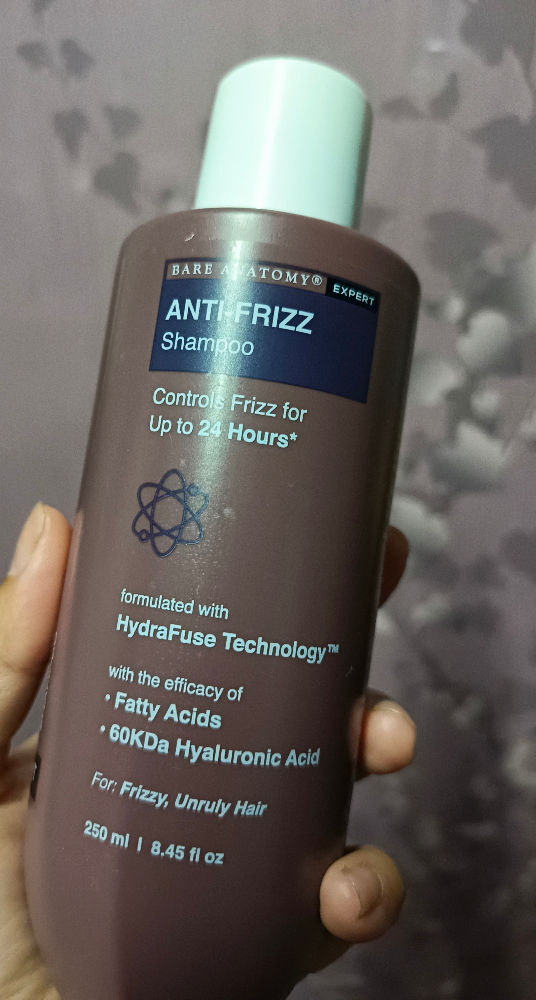 BARE ANATOMY®
EXPERT
ANTI-FRIZZ
Shampoo
Controls Frizz for
Up to 24 Hours*
formulated with
HydraFuse Technology™
with the efficacy of
• Fatty Acids
• 60KDa Hyaluronic Acid
For: Frizzy, Unruly Hair
250 ml | 8.45 fl oz